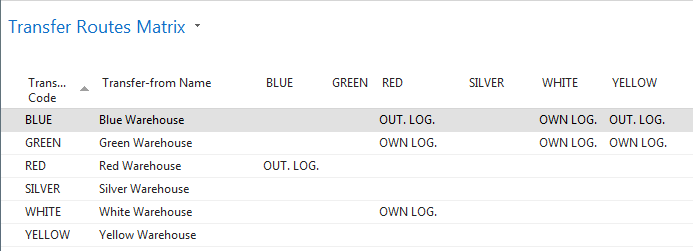 Transfer Routes Matrix
Trans... Code Transfer-from Name BLUE GREEN RED SILVER WHITE YELLOW
BLUE Blue Warehouse OUT. LOG. OWN LOG. OUT. LOG.
GREEN Green Warehouse OWN LOG. OWN LOG. OWN LOG.
RED Red Warehouse OUT. LOG.
SILVER Silver Warehouse
WHITE White Warehouse OWN LOG.
YELLOW Yellow Warehouse